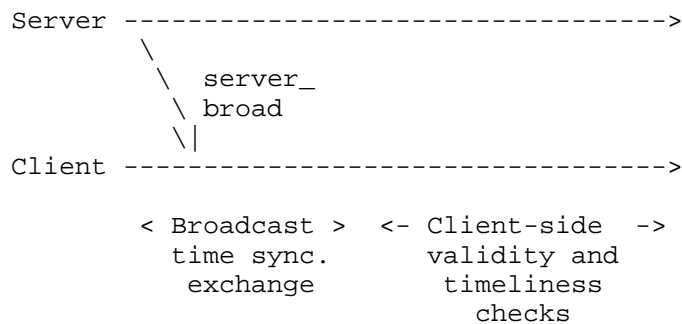 Server ---------------------------------->
\
\ server_
\ broad
\|
Client ---------------------------------->
< Broadcast > <- Client-side ->
time sync. validity and
exchange timeliness
checks